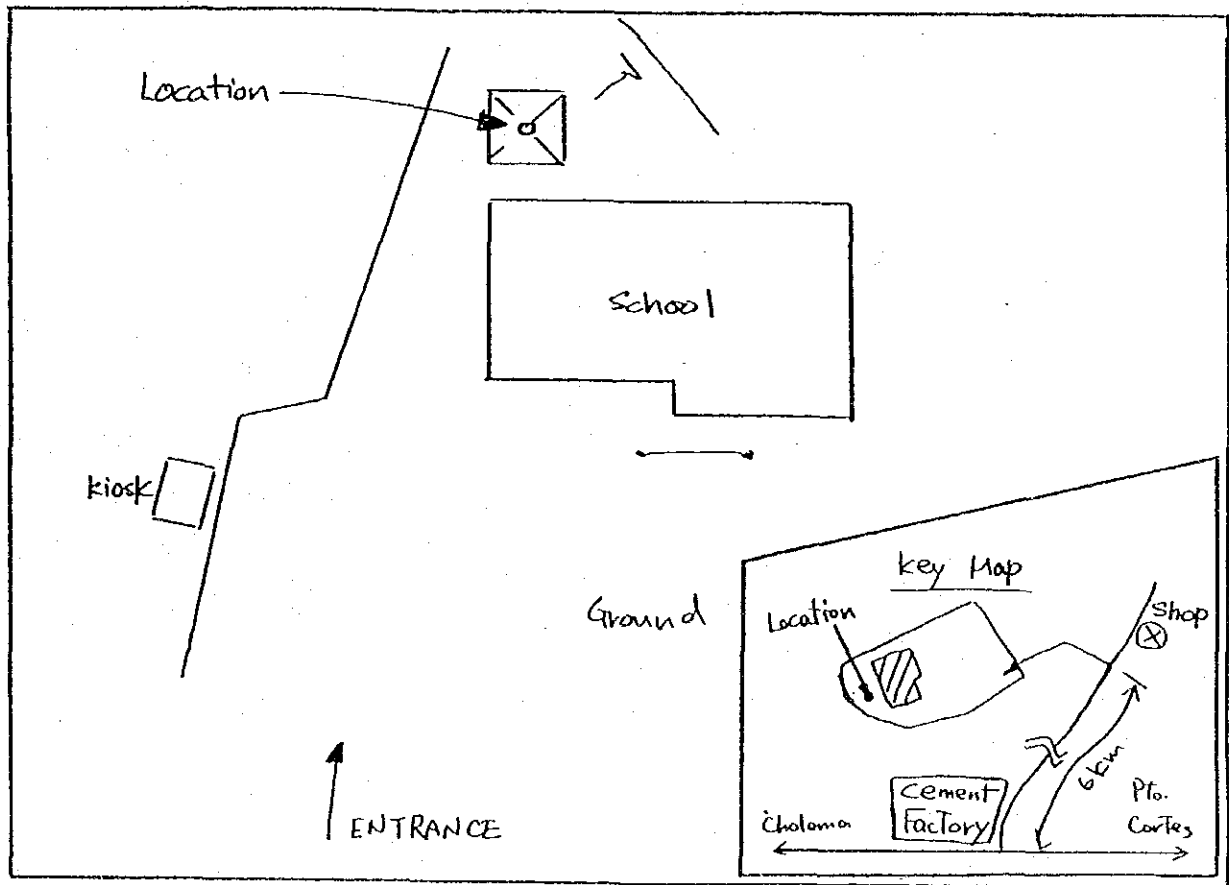 Location
School
kiosk
Ground
ENTRANCE
Key Map
Location
Shop
6km
Cement
Factory
Choloma
Pto.
Cortes